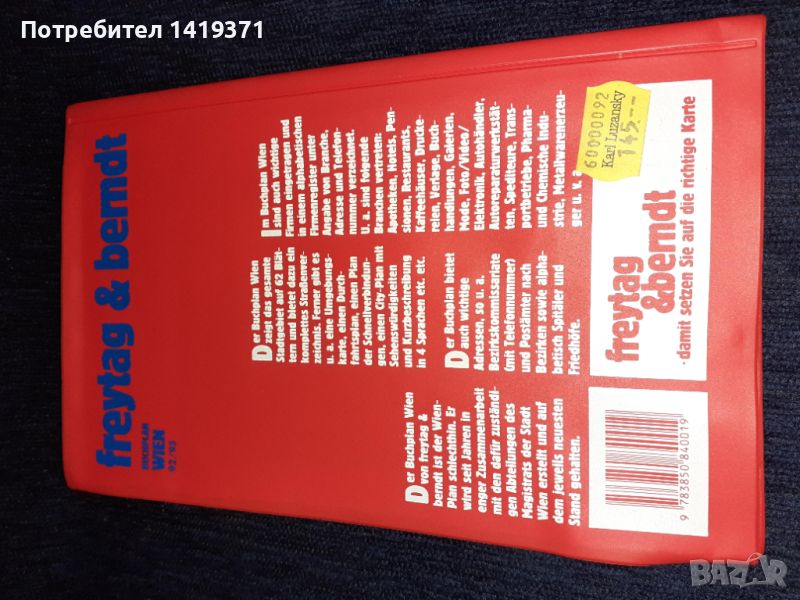 Потребител 1419371
freytag & berndt
BUCHPLAN
WIEN
92/93
Der Buchplan Wien
von freytag &
berndt ist der Wien-
Plan schlechthin. Er
wird seit Jahren in
enger Zusammenarbeit
mit den dafür zuständi-
gen Abteilungen des
Magistrats der Stadt
Wien erstellt und auf
dem jeweils neuesten
Stand gehalten.
Der Buchplan Wien
zeigt das gesamte
Stadtgebiet auf 62 Blät-
tern und bietet dazu ein
komplettes Straßenver-
zeichnis. Ferner gibt es
u. a. eine Umgebungs-
karte, einen Durch-
fahrtsplan, einen Plan
der Schnellverbindun-
gen, einen City-Plan mit
Sehenswürdigkeiten
und Kurzbeschreibung
in 4 Sprachen etc. etc.
Der Buchplan bietet
auch wichtige
Adressen, so u. a.
Bezirkskommissariate
(mit Telefonnummer)
und Postämter nach
Bezirken sowie alpha-
betisch Spitäler und
Friedhöfe.
Im Buchplan Wien
sind auch wichtige
Firmen eingetragen und
in einem alphabetischen
Firmenregister unter
Angabe von Branche,
Adresse und Telefon-
nummer verzeichnet.
U. a. sind folgende
Branchen vertreten:
Apotheken, Hotels, Pen-
sionen, Restaurants,
Kaffeehäuser, Drucke-
reien, Verlage, Buch-
handlungen, Galerien,
Mode, Foto/Video/
Elektronik, Autohändler,
Autoreparaturwerkstät-
ten, Spediteure, Trans-
portbetriebe, Pharma-
und Chemische Indu-
strie, Metallwarenerzeu-
ger u. v. a
60000092
Karl Luzansky
145.--
freytag
&berndt
· damit setzen Sie auf die richtige Karte
9 783850 840019
BAZAR